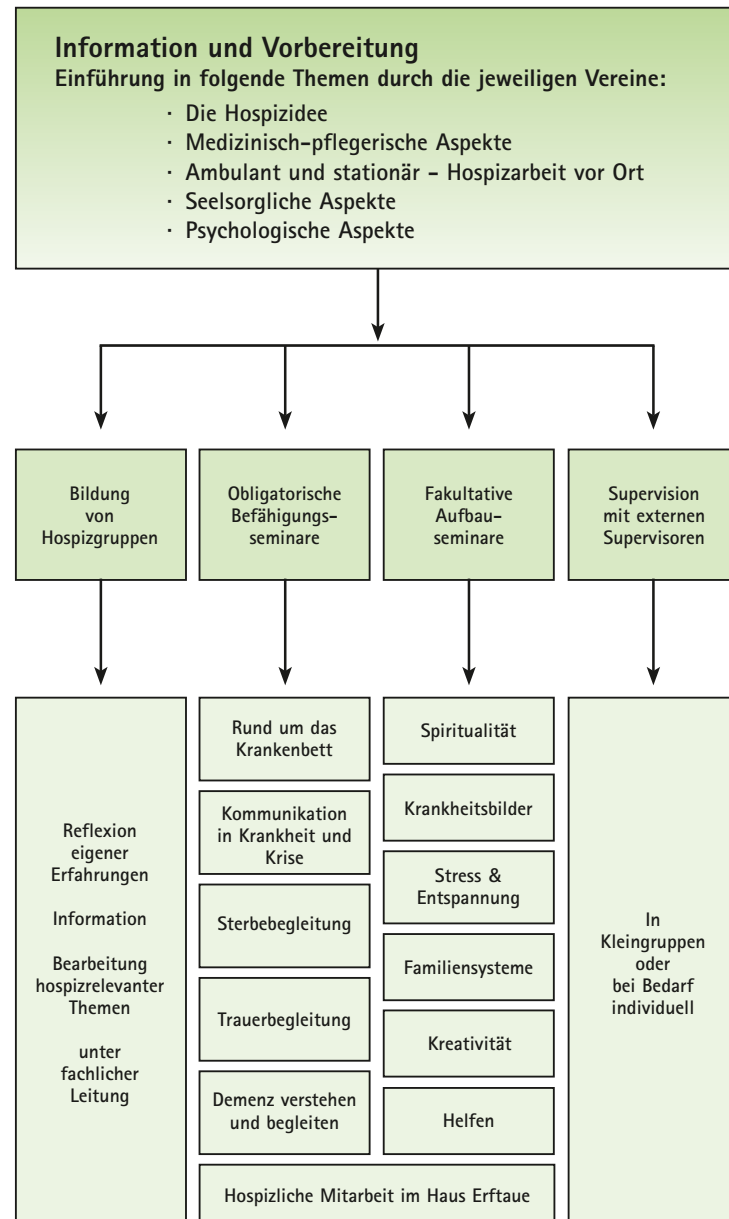 Information und Vorbereitung
Einführung in folgende Themen durch die jeweiligen Vereine:
· Die Hospizidee
· Medizinisch-pflegerische Aspekte
· Ambulant und stationär - Hospizarbeit vor Ort
· Seelsorgliche Aspekte
· Psychologische Aspekte
Bildung
von
Hospizgruppen
Obligatorische
Befähigungs-
seminare
Fakultative
Aufbau-
seminare
Supervision
mit externen
Supervisoren
Reflexion
eigener
Erfahrungen
Information
Bearbeitung
hospizrelevanter
Themen
unter
fachlicher
Leitung
Rund um das
Krankenbett
Kommunikation
in Krankheit und
Krise
Sterbebegleitung
Trauerbegleitung
Demenz verstehen
und begleiten
Spiritualität
Krankheitsbilder
Stress &
Entspannung
Familiensysteme
Kreativität
Helfen
Hospizliche Mitarbeit im Haus Erftaue
In
Kleingruppen
oder
bei Bedarf
individuell